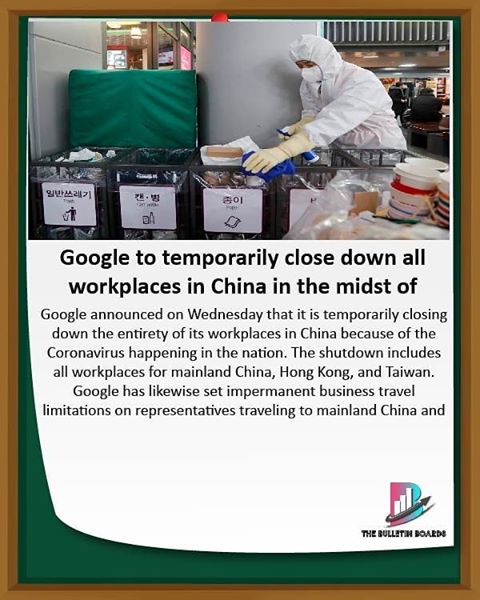 일반쓰레기
Trash
캔·병
종이
Google to temporarily close down all
workplaces in China in the midst of
Google announced on Wednesday that it is temporarily closing
down the entirety of its workplaces in China because of the
Coronavirus happening in the nation. The shutdown includes
all workplaces for mainland China, Hong Kong, and Taiwan.
Google has likewise set impermanent business travel
limitations on representatives traveling to mainland China and
THE BULLETIN BOARDS